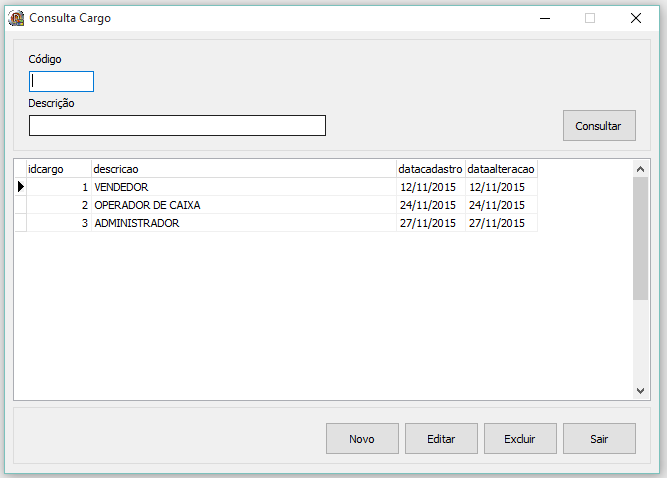 Consulta Cargo
Código
Descrição
Consultar
idcargo descricao datacadastro dataalteracao
1 VENDEDOR 12/11/2015 12/11/2015
2 OPERADOR DE CAIXA 24/11/2015 24/11/2015
3 ADMINISTRADOR 27/11/2015 27/11/2015
Novo Editar Excluir Sair